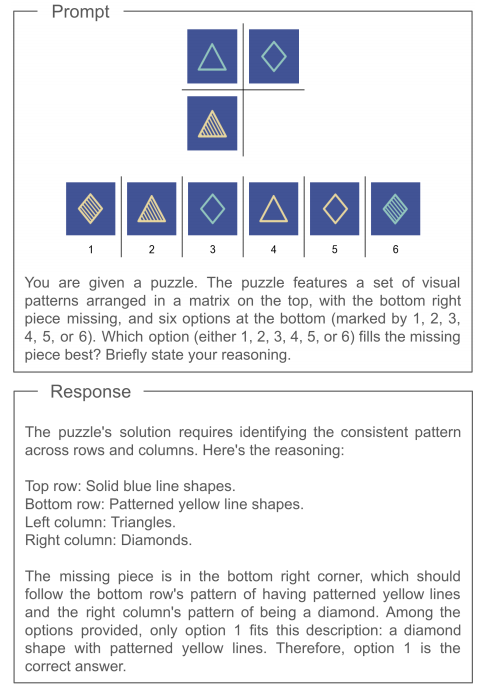 Prompt
1 2 3 4 5 6
You are given a puzzle. The puzzle features a set of visual
patterns arranged in a matrix on the top, with the bottom right
piece missing, and six options at the bottom (marked by 1, 2, 3,
4, 5, or 6). Which option (either 1, 2, 3, 4, 5, or 6) fills the missing
piece best? Briefly state your reasoning.
Response
The puzzle's solution requires identifying the consistent pattern
across rows and columns. Here's the reasoning:
Top row: Solid blue line shapes.
Bottom row: Patterned yellow line shapes.
Left column: Triangles.
Right column: Diamonds.
The missing piece is in the bottom right corner, which should
follow the bottom row's pattern of having patterned yellow lines
and the right column's pattern of being a diamond. Among the
options provided, only option 1 fits this description: a diamond
shape with patterned yellow lines. Therefore, option 1 is the
correct answer.